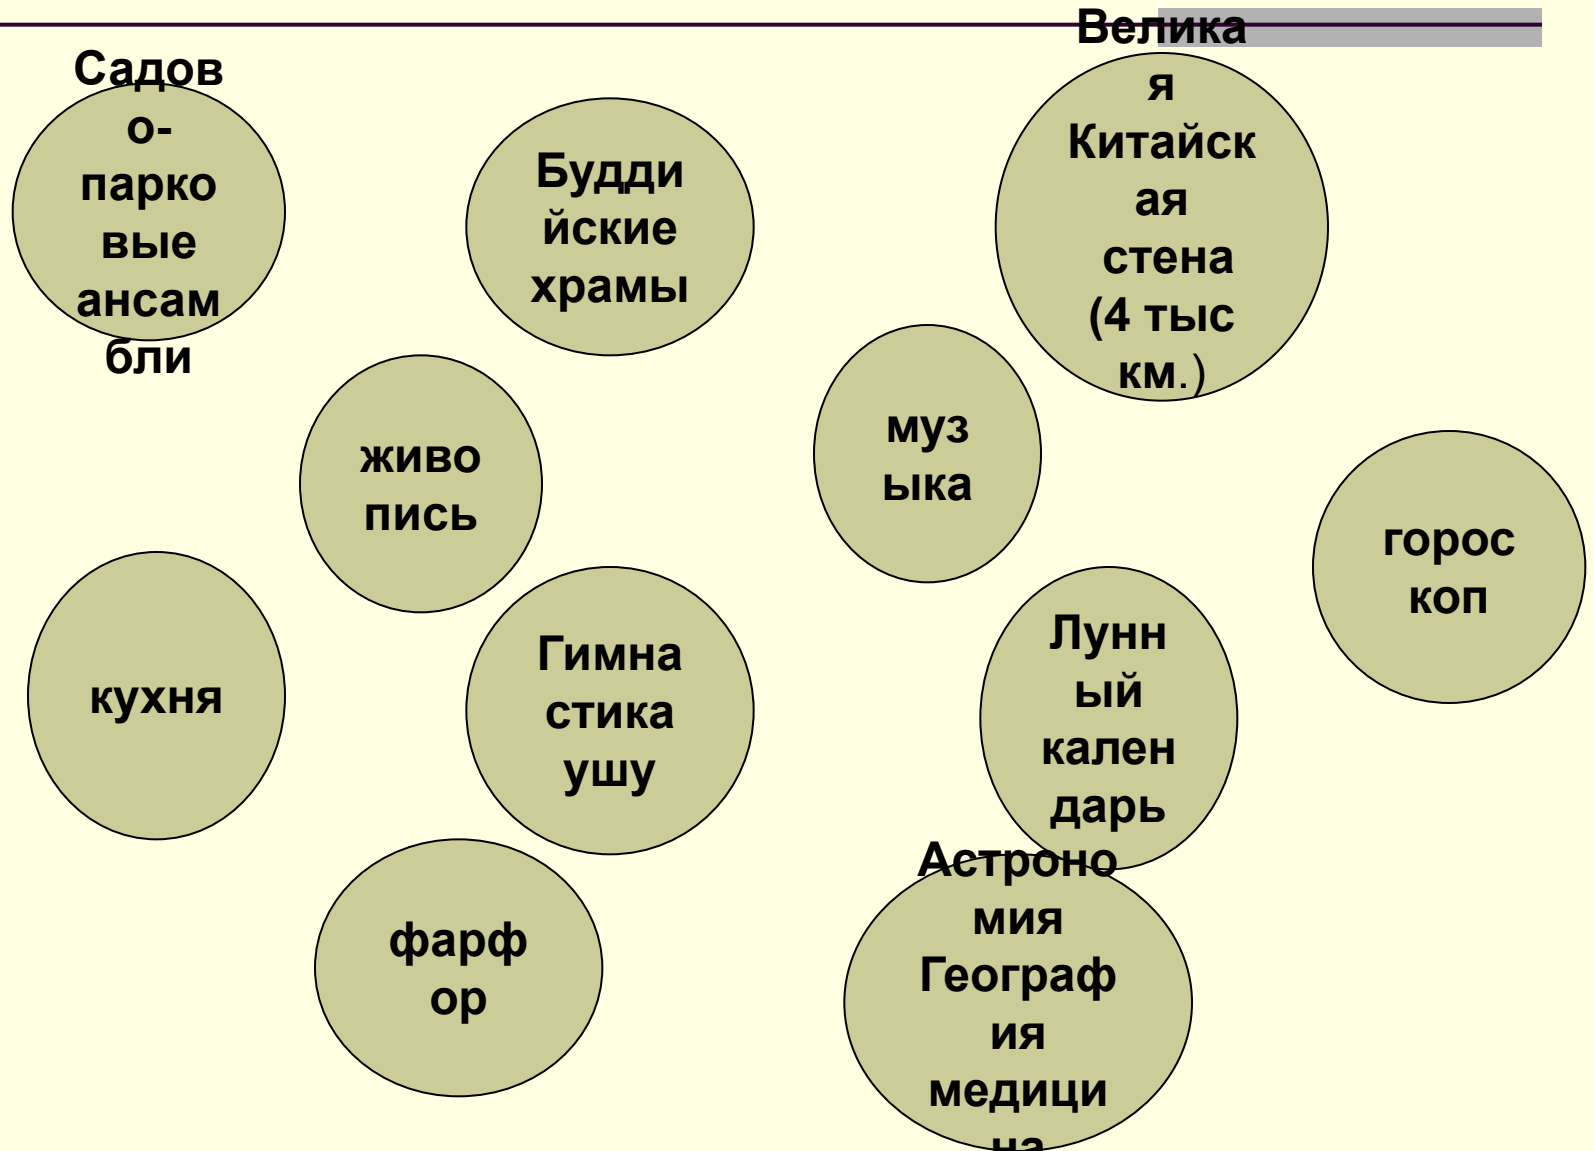 Садов
о-
парко
вые
ансам
бли
Будди
йские
храмы
Велика
я
Китайск
ая
стена
(4 тыс
км.)
живо
пись
муз
ыка
горос
коп
кухня
Гимна
стика
ушу
Лунн
ый
кален
дарь
фарф
ор
Астроно
мия
Географ
ия
медици
на